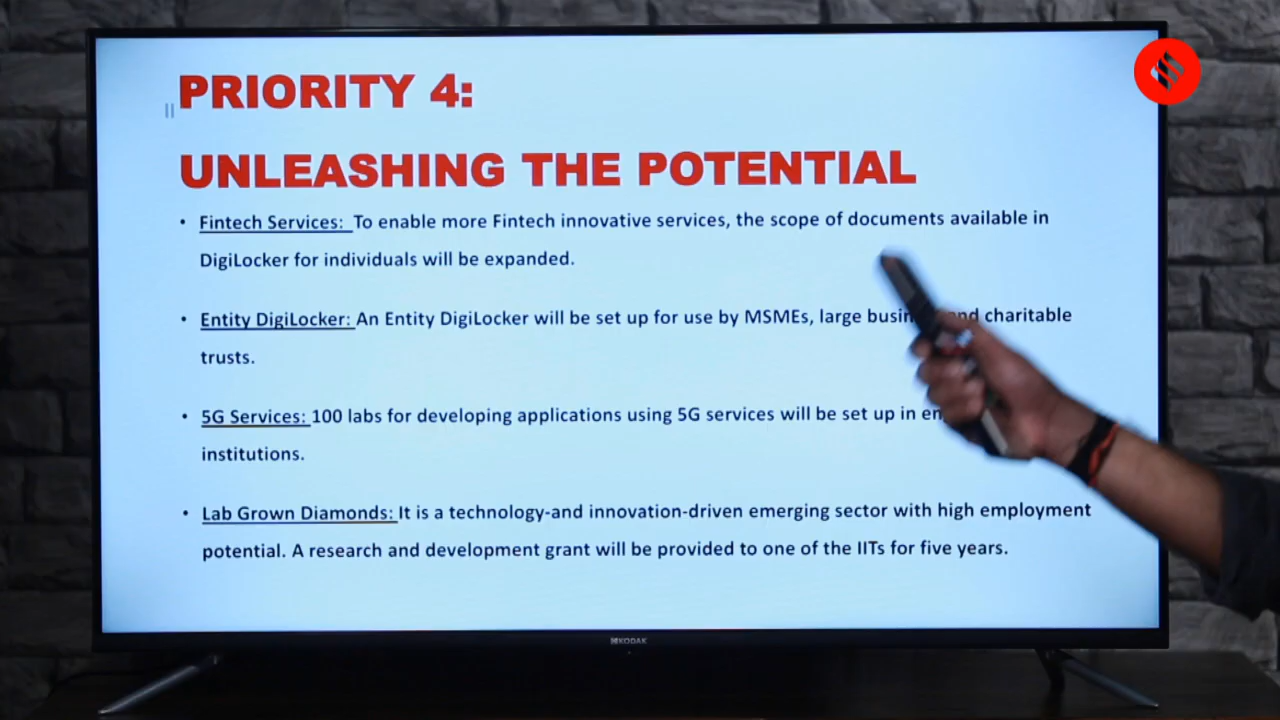 PRIORITY 4:
UNLEASHING THE POTENTIAL
• Fintech Services: To enable more Fintech innovative services, the scope of documents available in
DigiLocker for individuals will be expanded.
• Entity DigiLocker: An Entity DigiLocker will be set up for use by MSMEs, large charitable
trusts.
• 5G Services: 100 labs for developing applications using 5G services will be set up in
institutions.
• Lab Grown Diamonds: It is a technology-and innovation-driven emerging sector with high employment
potential. A research and development grant will be provided to one of the IITs for five years.
KODAK